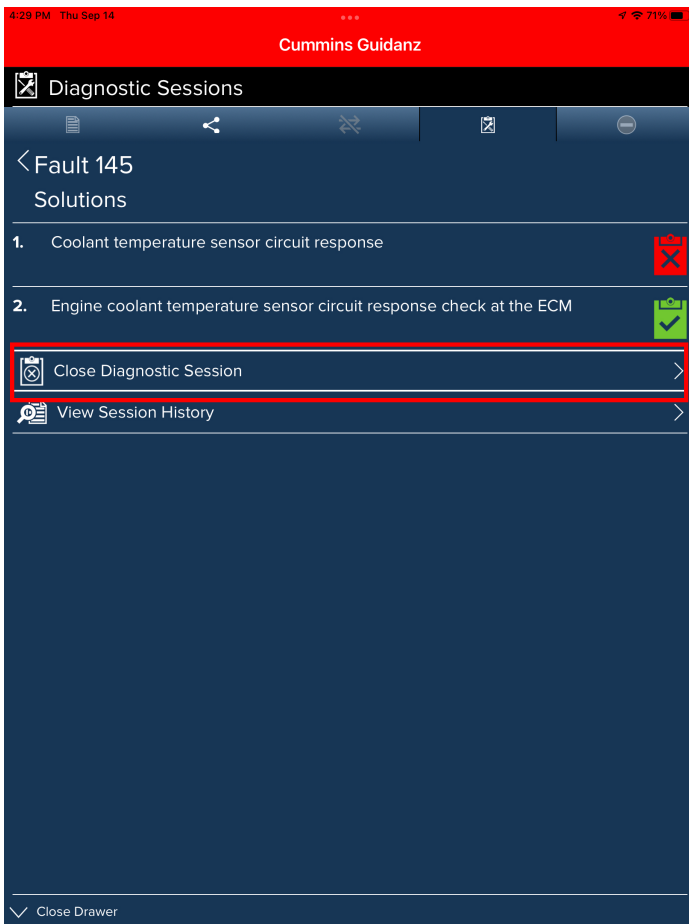 4:29 PM Thu Sep 14
71%
Cummins Guidanz
Diagnostic Sessions
Fault 145
Solutions
1. Coolant temperature sensor circuit response
2. Engine coolant temperature sensor circuit response check at the ECM
Close Diagnostic Session
View Session History
Close Drawer